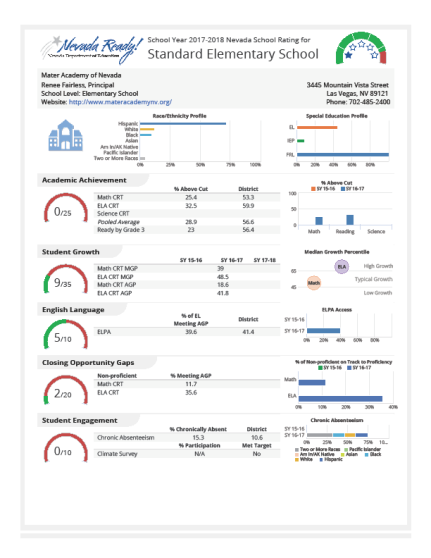 Nevada Ready!
Nevada Department of Education
School Year 2017-2018 Nevada School Rating for
Standard Elementary School
Mater Academy of Nevada
Renee Fairless, Principal
School Level: Elementary School
Website: http://www.materacademynv.org/
3445 Mountain Vista Street
Las Vegas, NV 89121
Phone: 702-485-2400
Race/Ethnicity Profile
Hispanic
White
Black
Asian
Am In/AK Native
Pacific Islander
Two or More Races
0% 25% 50% 75% 100%
Special Education Profile
EL
IEP
FRL
0% 20% 40% 60% 80%
Academic Achievement
0/25
% Above Cut District
Math CRT 25.4 53.3
ELA CRT 32.5 59.9
Science CRT
Pooled Average 28.9 56.6
Ready by Grade 3 23 56.4
% Above Cut
SY 15-16 SY 16-17
100
50
0
Math Reading Science
Student Growth
9/35
SY 15-16 SY 16-17 SY 17-18
Math CRT MGP 39
ELA CRT MGP 48.5
Math CRT AGP 18.6
ELA CRT AGP 41.8
Median Growth Percentile
65
45
ELA
Math
High Growth
Typical Growth
Low Growth
English Language
5/10
% of EL
Meeting AGP
District
ELPA 39.6 41.4
ELPA Access
SY 15-16
SY 16-17
0% 20% 40% 60% 80%
Closing Opportunity Gaps
2/20
Non-proficient % Meeting AGP
Math CRT 11.7
ELA CRT 35.6
% of Non-proficient on Track to Proficiency
SY 15-16 SY 16-17
Math
ELA
0% 10% 20% 30% 40%
Student Engagement
0/10
% Chronically Absent District
Chronic Absenteeism 15.3 10.6
% Participation Met Target
Climate Survey N/A No
Chronic Absenteeism
SY 15-16
SY 16-17
0% 25% 50% 75% 10...
Two or More Races Pacific Islander
Am In/AK Native Asian Black
White Hispanic